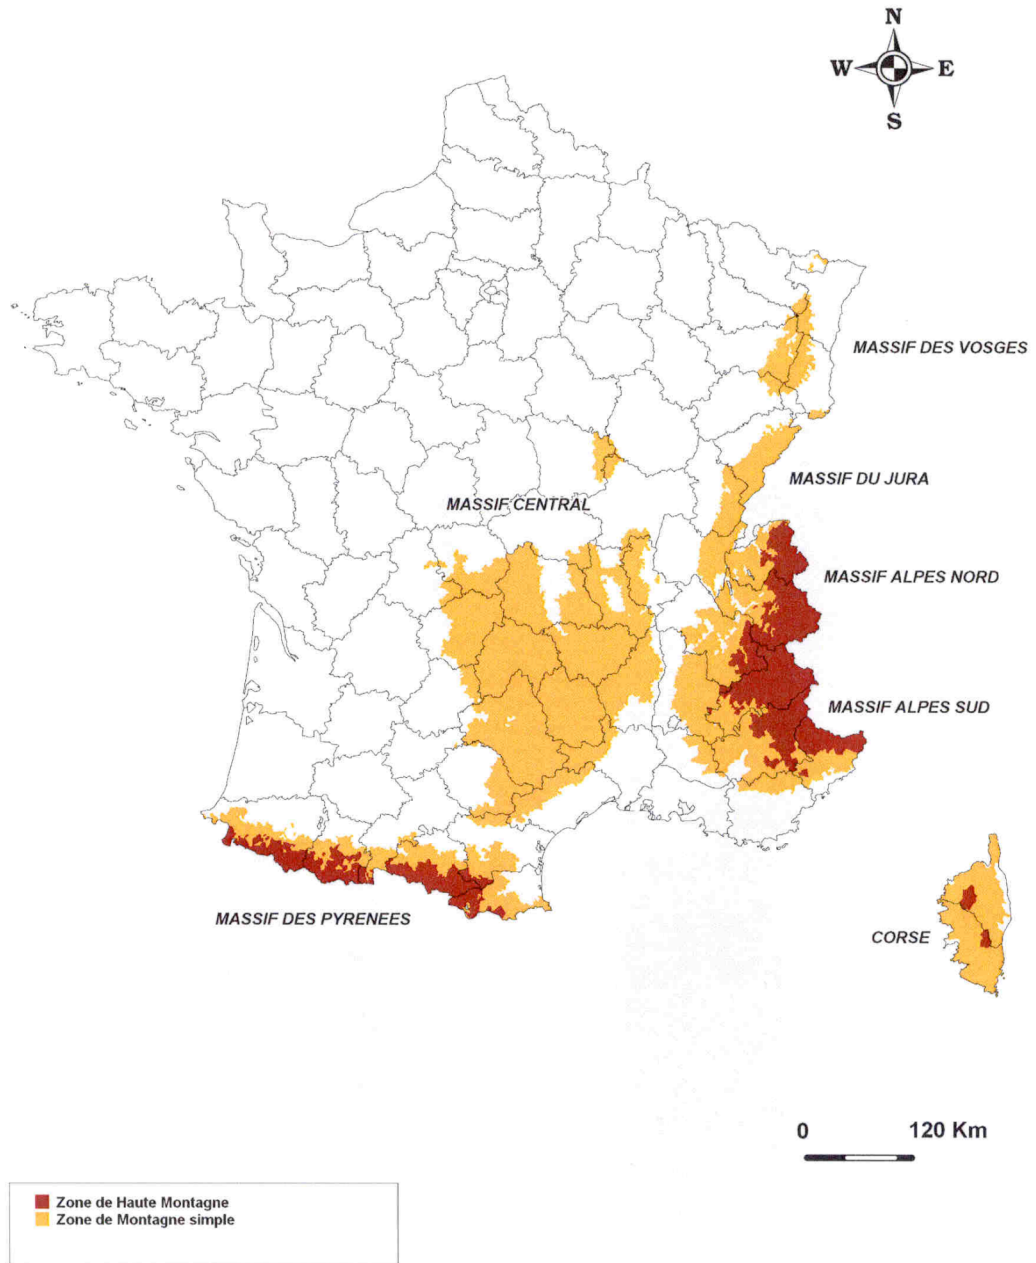 N
W E
S
MASSIF DES VOSGES
MASSIF DU JURA
MASSIF CENTRAL
MASSIF ALPES NORD
MASSIF ALPES SUD
MASSIF DES PYRENEES
CORSE
0 120 Km
Zone de Haute Montagne
Zone de Montagne simple